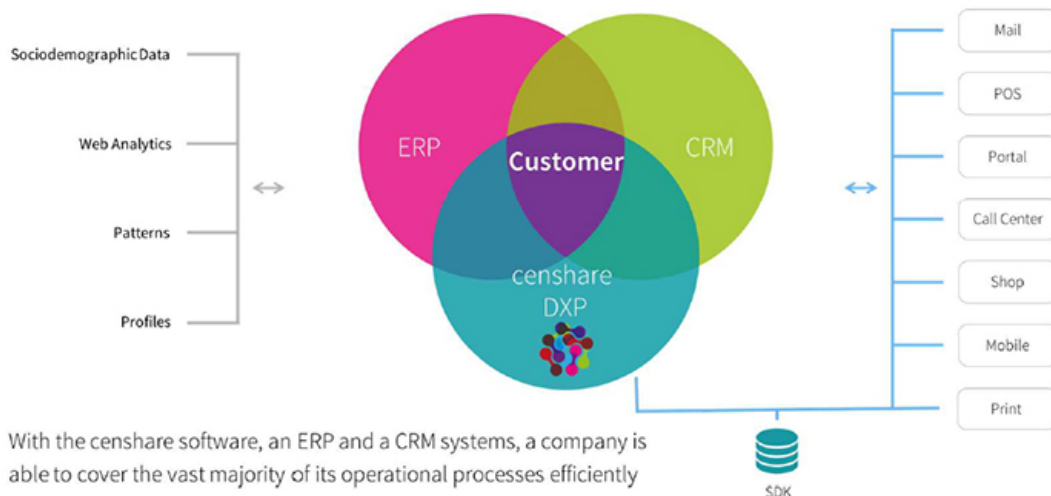 Sociodemographic Data
Web Analytics
Patterns
Profiles
ERP
Customer
CRM
censhare
DXP
Mail
POS
Portal
Call Center
Shop
Mobile
Print
SDK
With the censhare software, an ERP and a CRM systems, a company is
able to cover the vast majority of its operational processes efficiently